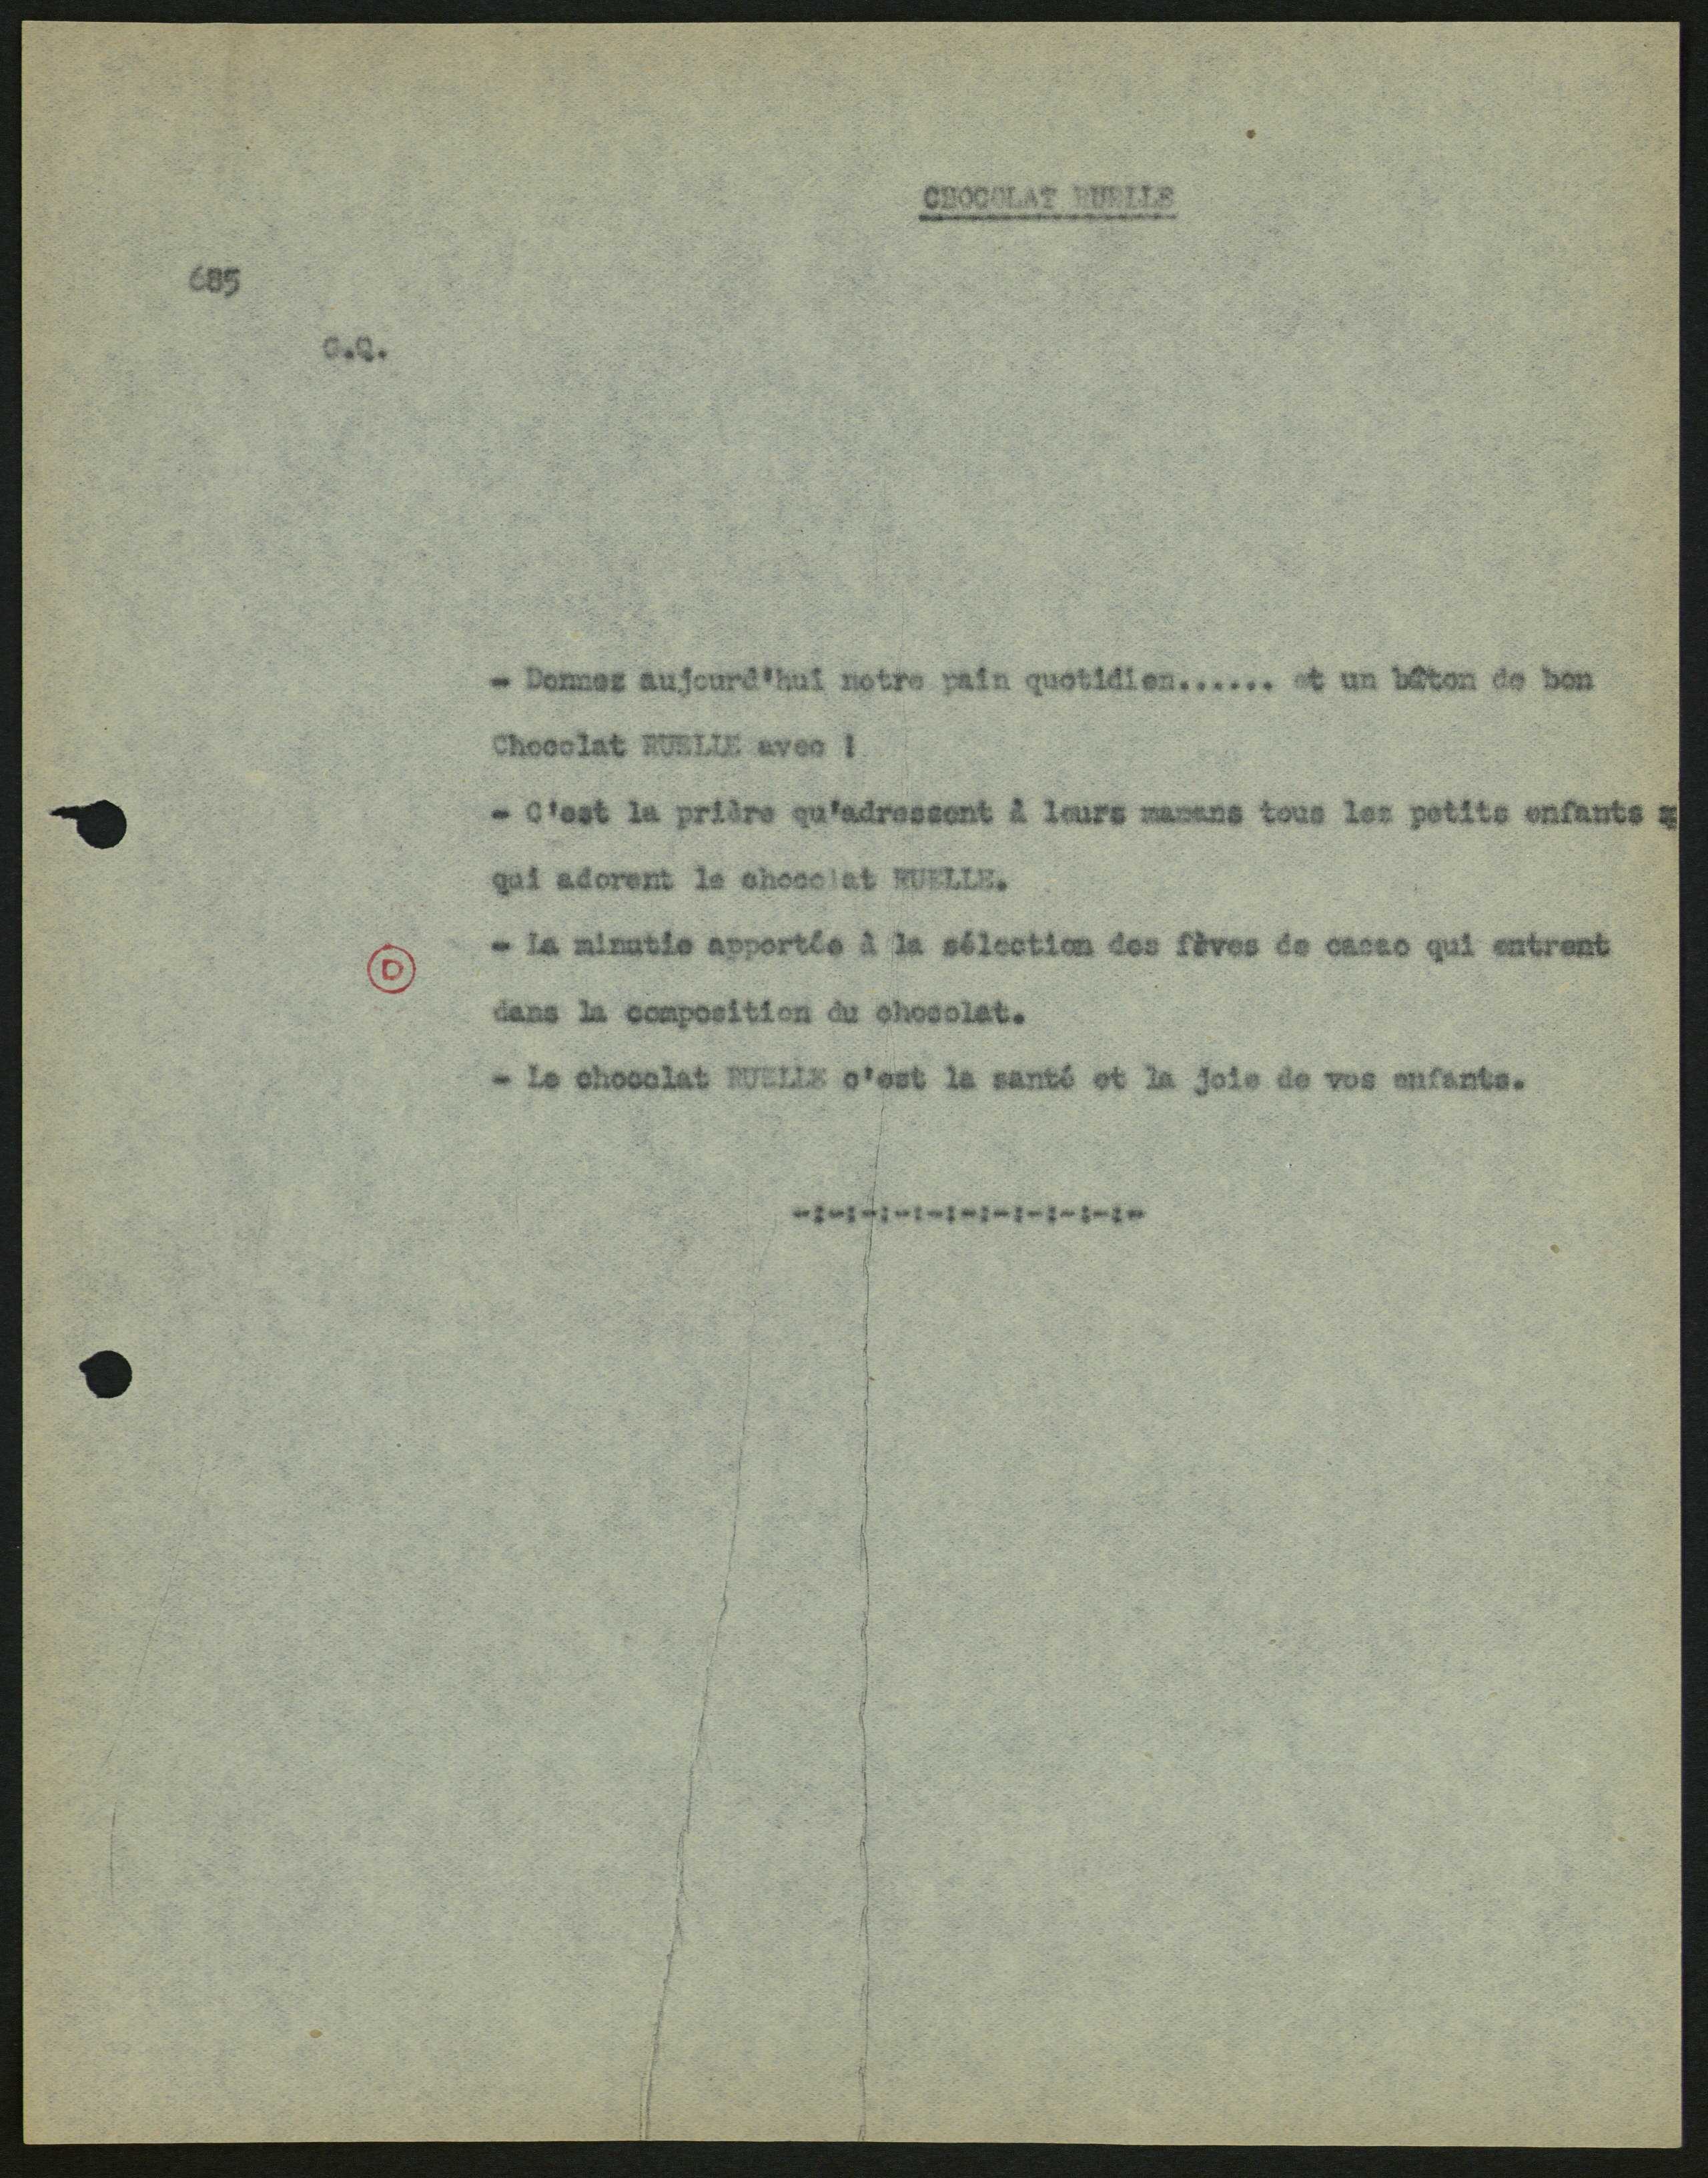 CHOCOLAT RUELLE
685
G.Q.
- Donnez aujourd'hui notre pain quotidien...... et un bâton de bon
Chocolat RUELLE avec !
- C'est la prière qu'adressent à leurs mamans tous les petits enfants
qui adorent le chocolat RUELLE.
D
- La minutie apportée à la sélection des fèves de cacao qui entrent
dans la composition du chocolat.
- Le chocolat RUELLE c'est la santé et la joie de vos enfants.
-:-:-:-:-:-:-:-:-:-:-